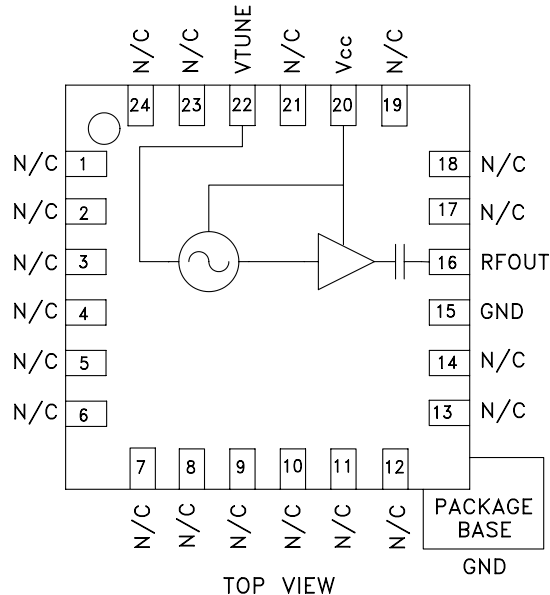 N/C N/C VTUNE N/C Vcc N/C
24 23 22 21 20 19
N/C 1 18 N/C
N/C 2 17 N/C
N/C 3 16 RFOUT
N/C 4 15 GND
N/C 5 14 N/C
N/C 6 13 N/C
7 8 9 10 11 12
N/C N/C N/C N/C N/C N/C
PACKAGE
BASE
GND
TOP VIEW